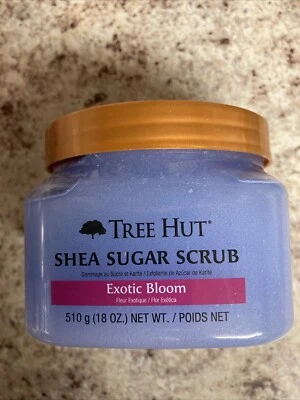 TREE HUT®
SHEA SUGAR SCRUB
Gommage au Sucre et Karité / Exfoliante de Azúcar de Karité
Exotic Bloom
Fleur Exotique / Flor Exótica
510 g (18 OZ.) NET WT. / POIDS NET